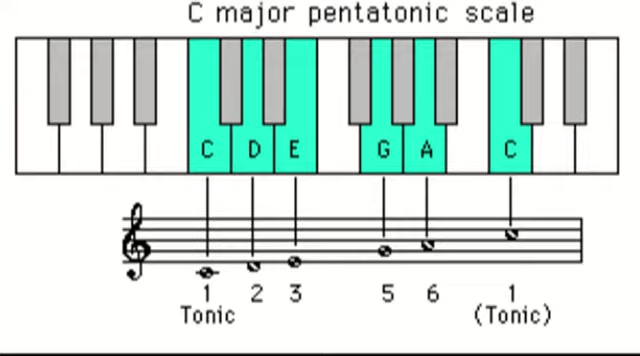 C major pentatonic scale
C D E G A C
1 2 3 5 6 1
Tonic (Tonic)